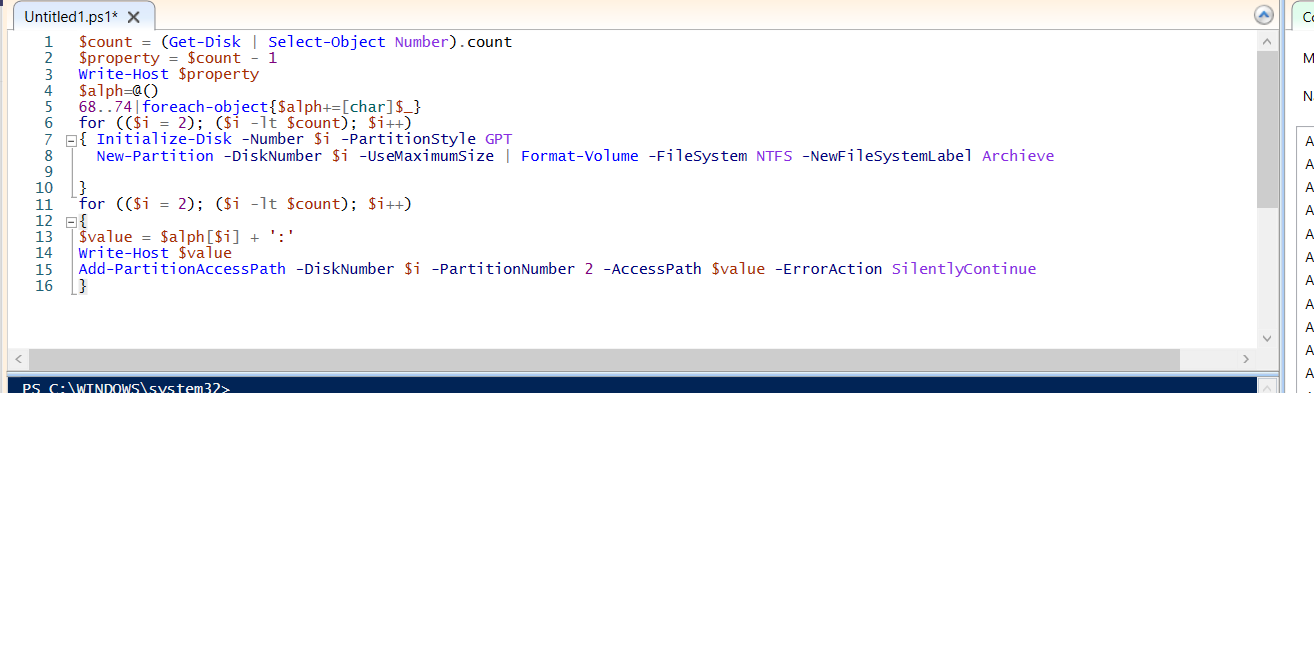 Untitled1.ps1*
1 $count = (Get-Disk | Select-Object Number).count
2 $property = $count - 1
3 Write-Host $property
4 $alph=@()
5 68..74|foreach-object{$alph+=[char]$_}
6 for (($i = 2); ($i -lt $count); $i++)
7 { Initialize-Disk -Number $i -PartitionStyle GPT
8 New-Partition -DiskNumber $i -UseMaximumSize | Format-Volume -FileSystem NTFS -NewFileSystemLabel Archieve
9
10 }
11 for (($i = 2); ($i -lt $count); $i++)
12 {
13 $value = $alph[$i] + ':'
14 Write-Host $value
15 Add-PartitionAccessPath -DiskNumber $i -PartitionNumber 2 -AccessPath $value -ErrorAction SilentlyContinue
16 }
PS C:\WINDOWS\system32>